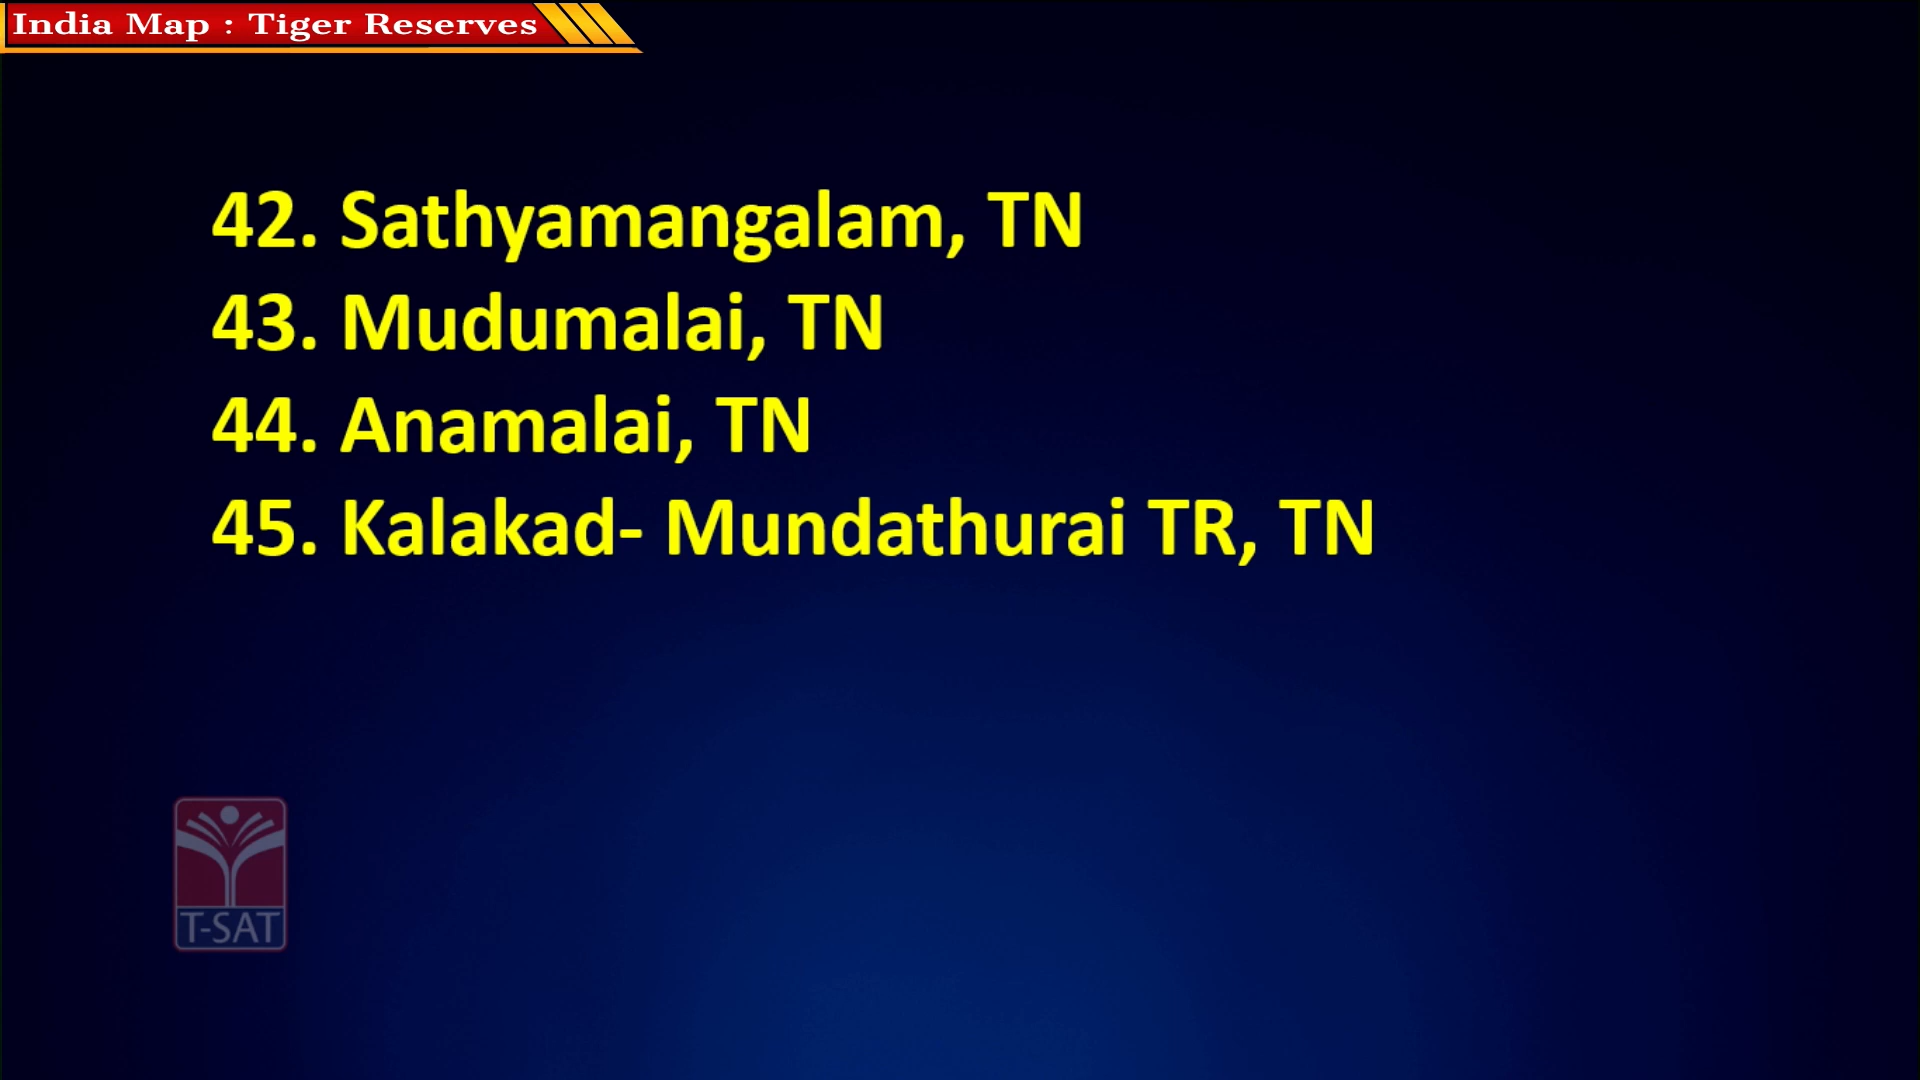 India Map : Tiger Reserves
42. Sathyamangalam, TN
43. Mudumalai, TN
44. Anamalai, TN
45. Kalakad- Mundathurai TR, TN
T-SAT